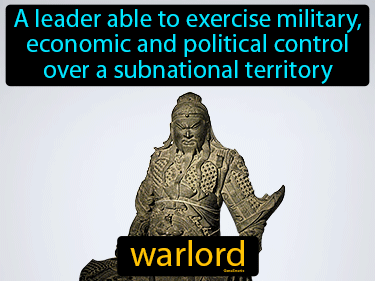 A leader able to exercise military,
economic and political control
over a subnational territory
warlord